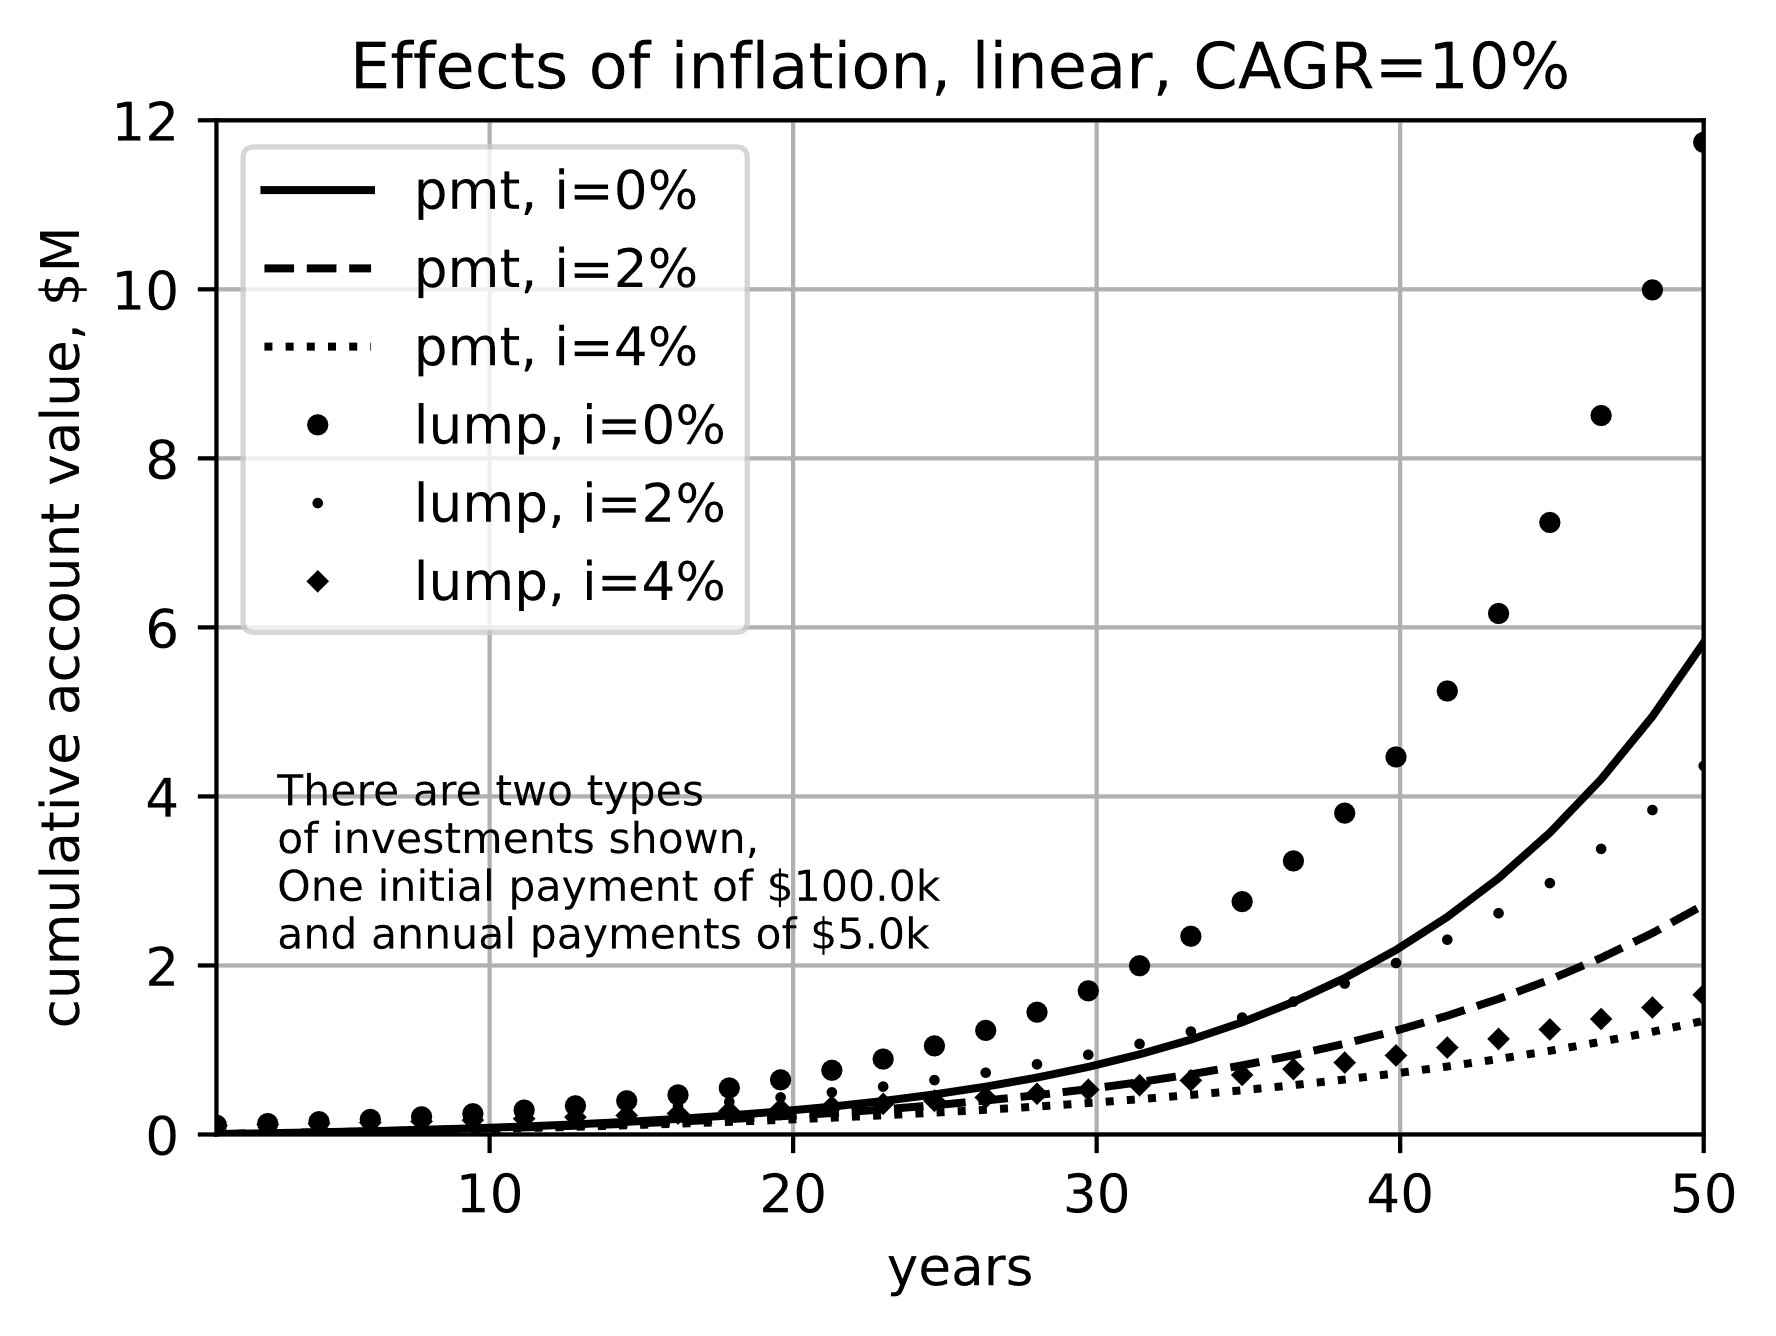 Effects of inflation, linear, CAGR=10%
cumulative account value, $M
12
10
8
6
4
2
0
pmt, i=0%
pmt, i=2%
pmt, i=4%
lump, i=0%
lump, i=2%
lump, i=4%
There are two types
of investments shown,
One initial payment of $100.0k
and annual payments of $5.0k
10 20 30 40 50
years